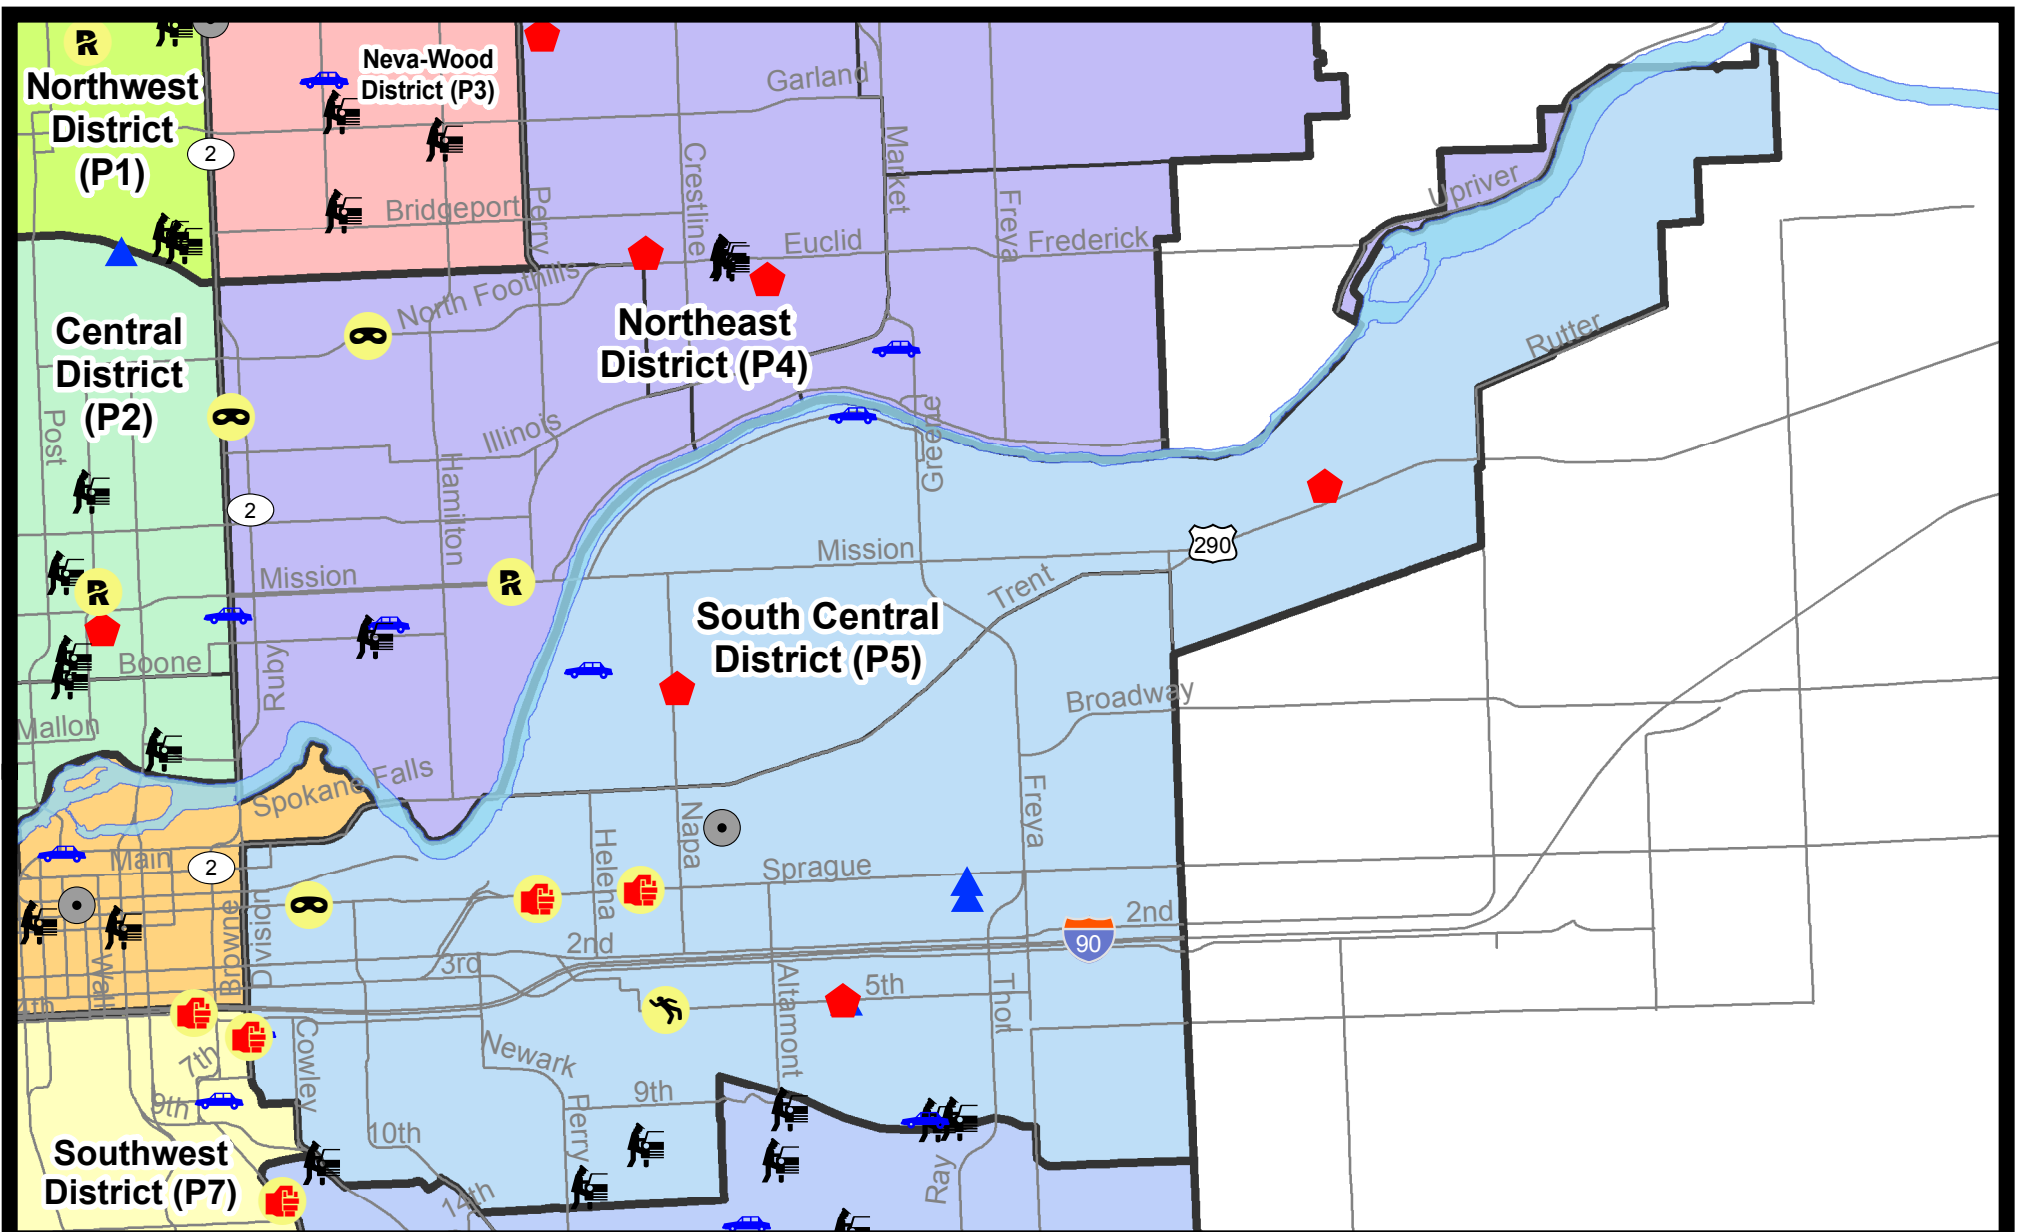 R
Northwest
District
(P1)
Neva-Wood
District (P3)
Garland
2
Market
Crestline
Perry
Bridgeport
Freya
Upriver
Euclid
Frederick
North Foothills
Central
District
(P2)
Northeast
District (P4)
Rutter
Post
Illinois
Greene
Hamilton
2
290
Mission
Mission
R
R
Trent
South Central
District (P5)
Boone
Ruby
Broadway
Mallon
Spokane Falls
Freya
Napa
Helena
Main
2
Sprague
Browne
Division
2nd
2nd
90
3rd
Wall
Altamont
5th
Thor
4th
Cowley
7th
Newark
9th
9th
Perry
10th
Southwest
District (P7)
14th
Ray